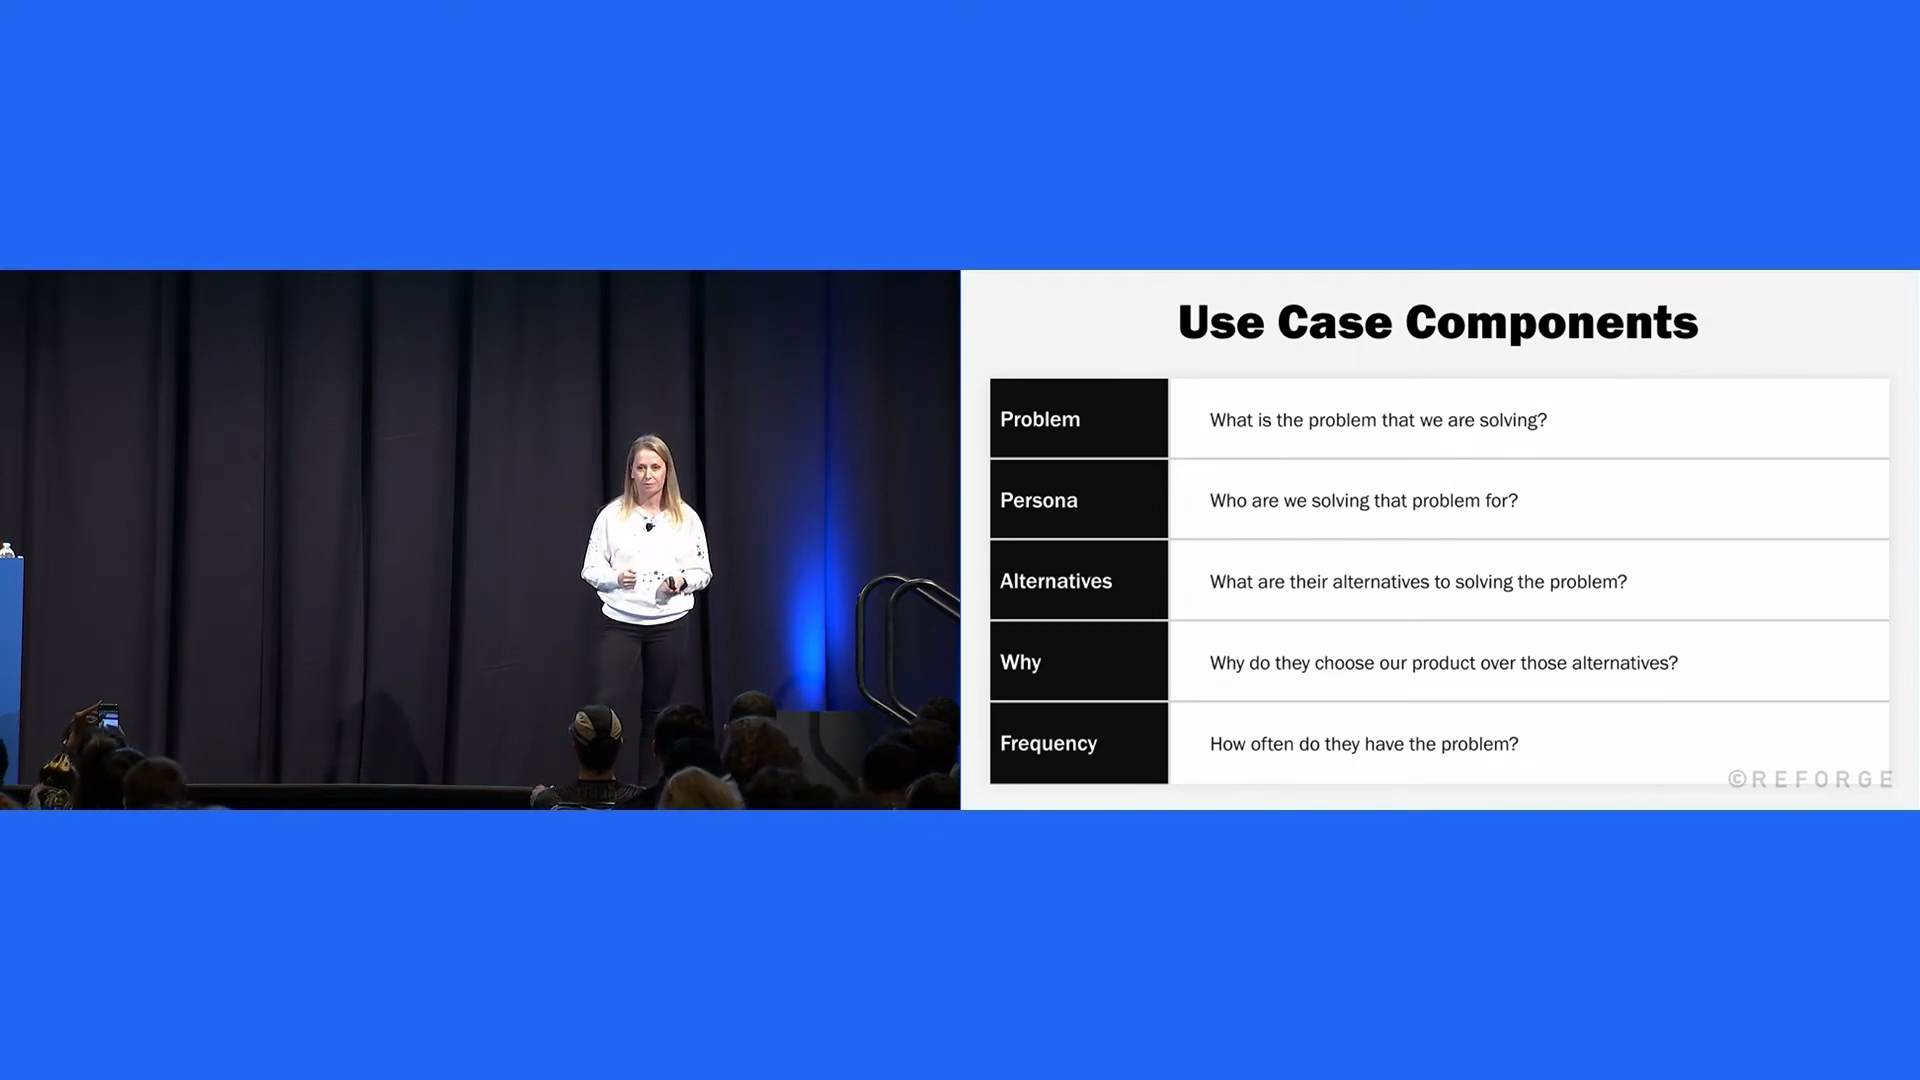 Use Case Components
Problem What is the problem that we are solving?
Persona Who are we solving that problem for?
Alternatives What are their alternatives to solving the problem?
Why Why do they choose our product over those alternatives?
Frequency How often do they have the problem?
©REFORGE